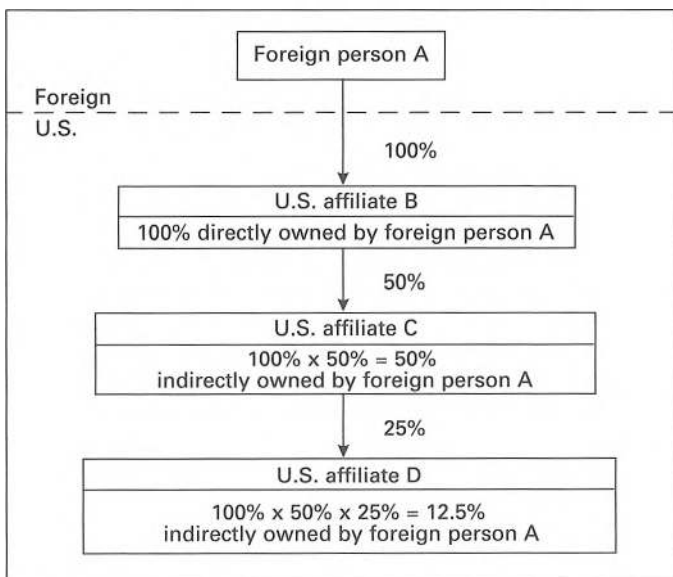 Foreign person A
Foreign
U.S.
100%
U.S. affiliate B
100% directly owned by foreign person A
50%
U.S. affiliate C
100% x 50% = 50%
indirectly owned by foreign person A
25%
U.S. affiliate D
100% x 50% x 25% = 12.5%
indirectly owned by foreign person A